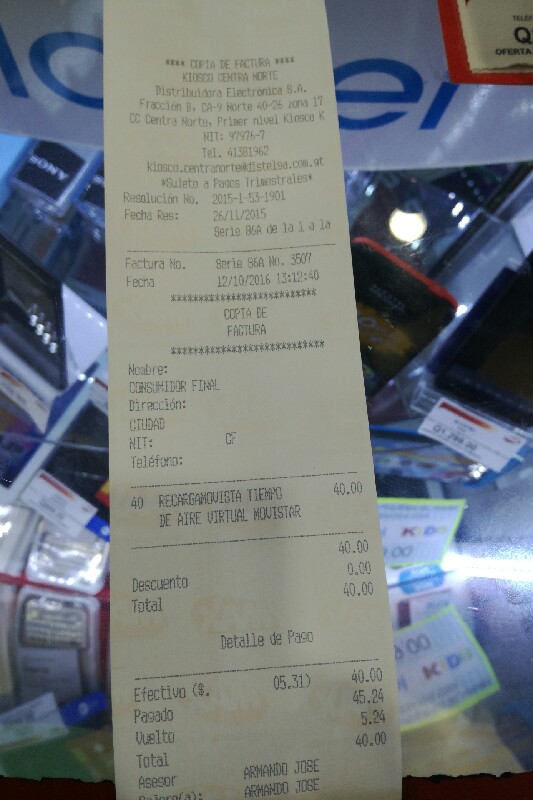 **** COPIA DE FACTURA ****
KIOSCO CENTRA NORTE
Distribuidora Electrónica S.A.
Fracción B, CA-9 Norte 40-26 zona 17
CC Centra Norte, Primer nivel Kiosco K
NIT: 97976-7
Tel. 41381962
kiosco.centranorte@distelsa.com.gt
*Sujeto a Pagos Trimestrales*
Resolución No. 2015-1-53-1901
Fecha Res: 26/11/2015
Serie 86A de la 1 a la
Factura No. Serie 86A No. 3507
Fecha 12/10/2016 13:12:40
COPIA DE
FACTURA
Nombre:
CONSUMIDOR FINAL
Dirección:
CIUDAD
NIT: CF
Teléfono:
40 RECARGAMOVISTA TIEMPO 40.00
DE AIRE VIRTUAL MOVISTAR
40.00
Descuento 0.00
Total 40.00
Detalle de Pago
Efectivo ($. 05.31) 40.00
Pagado 45.24
Vuelto 5.24
Total 40.00
Asesor ARMANDO JOSE
ARMANDO JOSE
SONY
OFERTA
KIDS
KIDS